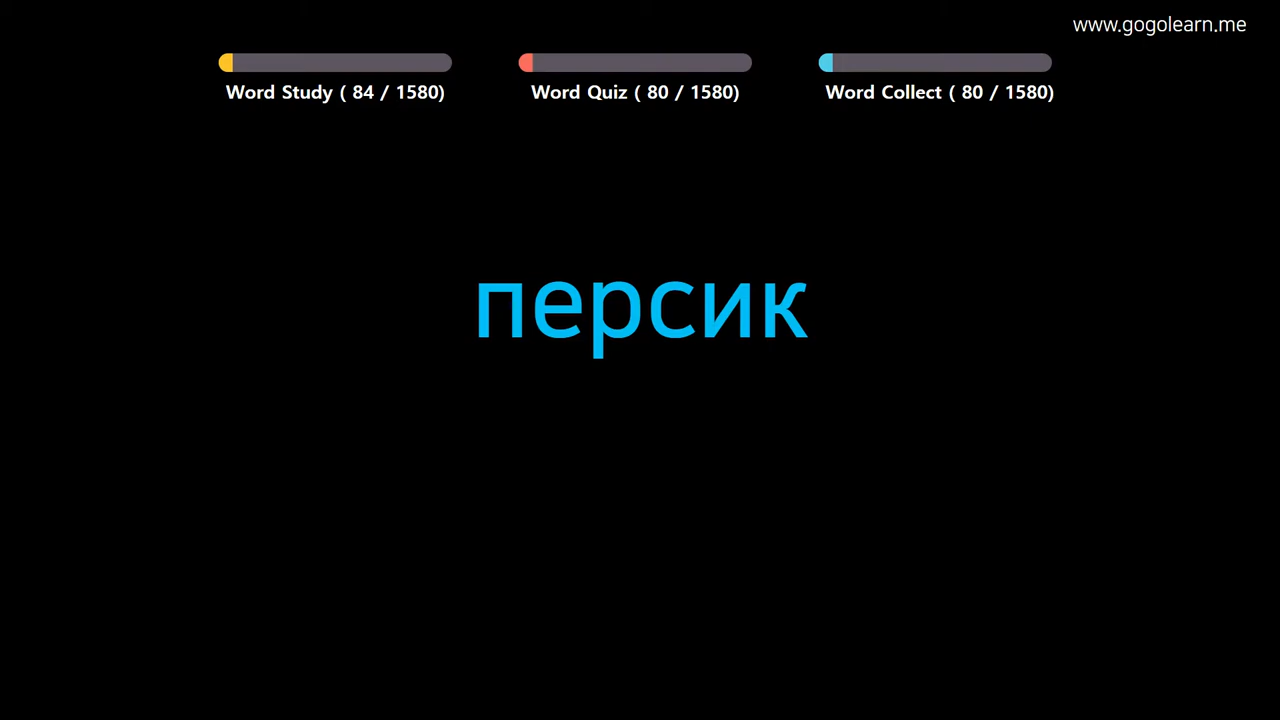 www.gogolearn.me
Word Study ( 84 / 1580)
Word Quiz ( 80 / 1580)
Word Collect ( 80 / 1580)
персик